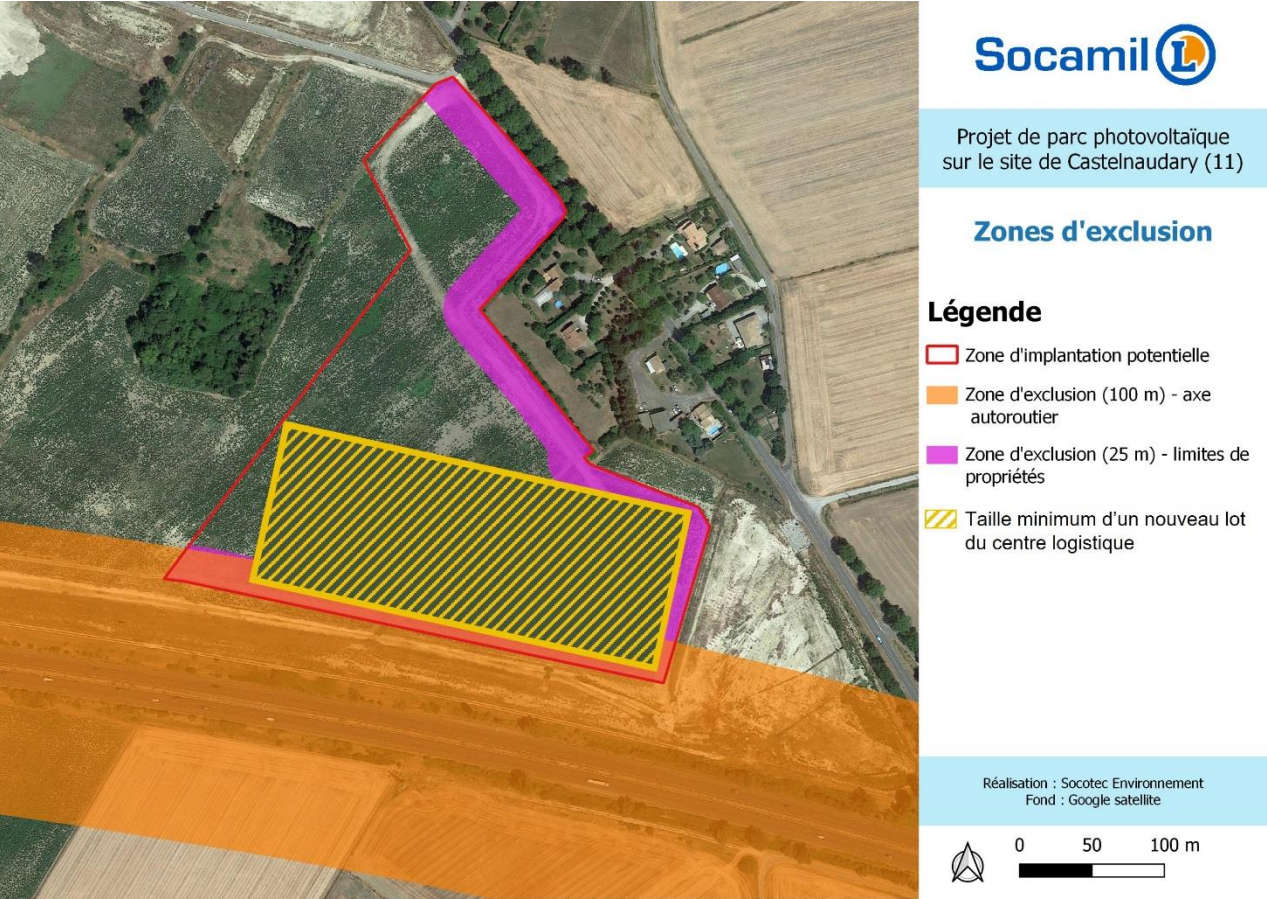 Socamil L
Projet de parc photovoltaïque
sur le site de Castelnaudary (11)
Zones d'exclusion
Légende
Zone d'implantation potentielle
Zone d'exclusion (100 m) - axe
autoroutier
Zone d'exclusion (25 m) - limites de
propriétés
Taille minimum d'un nouveau lot
du centre logistique
Réalisation : Socotec Environnement
Fond : Google satellite
0 50 100 m